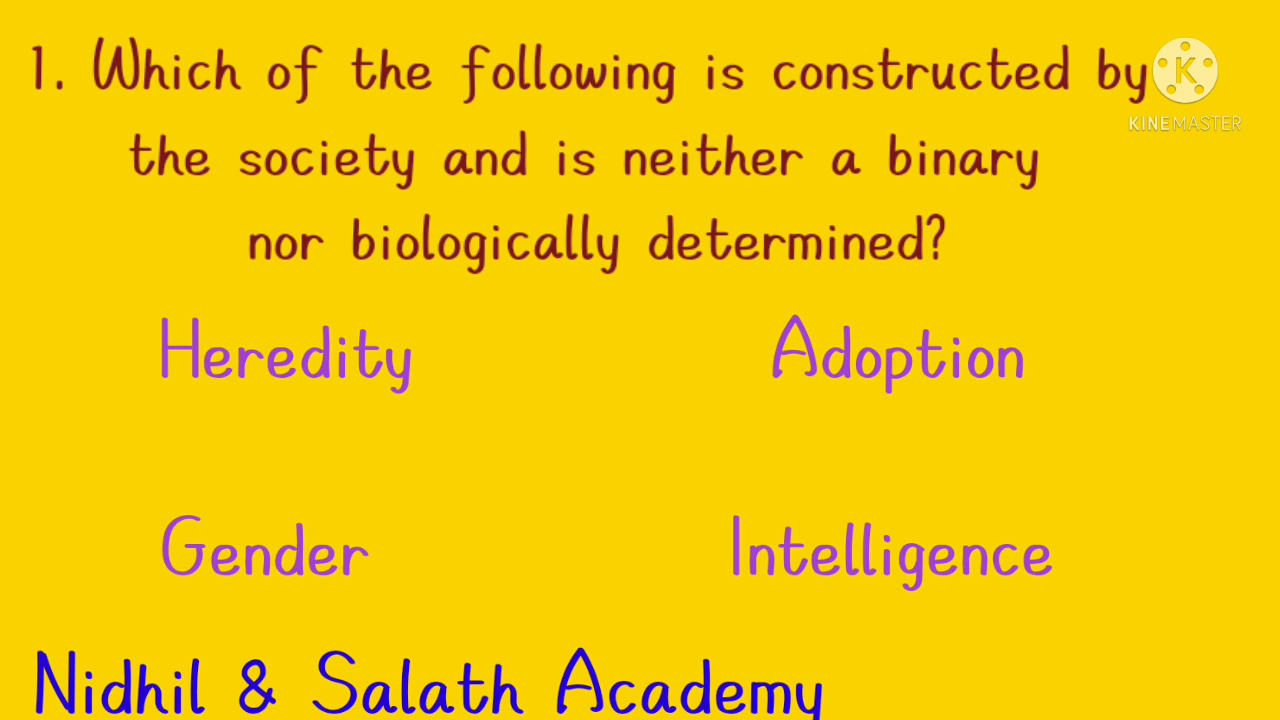 1. Which of the following is constructed by
the society and is neither a binary
nor biologically determined?
Heredity
Adoption
Gender
Intelligence
Nidhil & Salath Academy
K
KINEMASTER